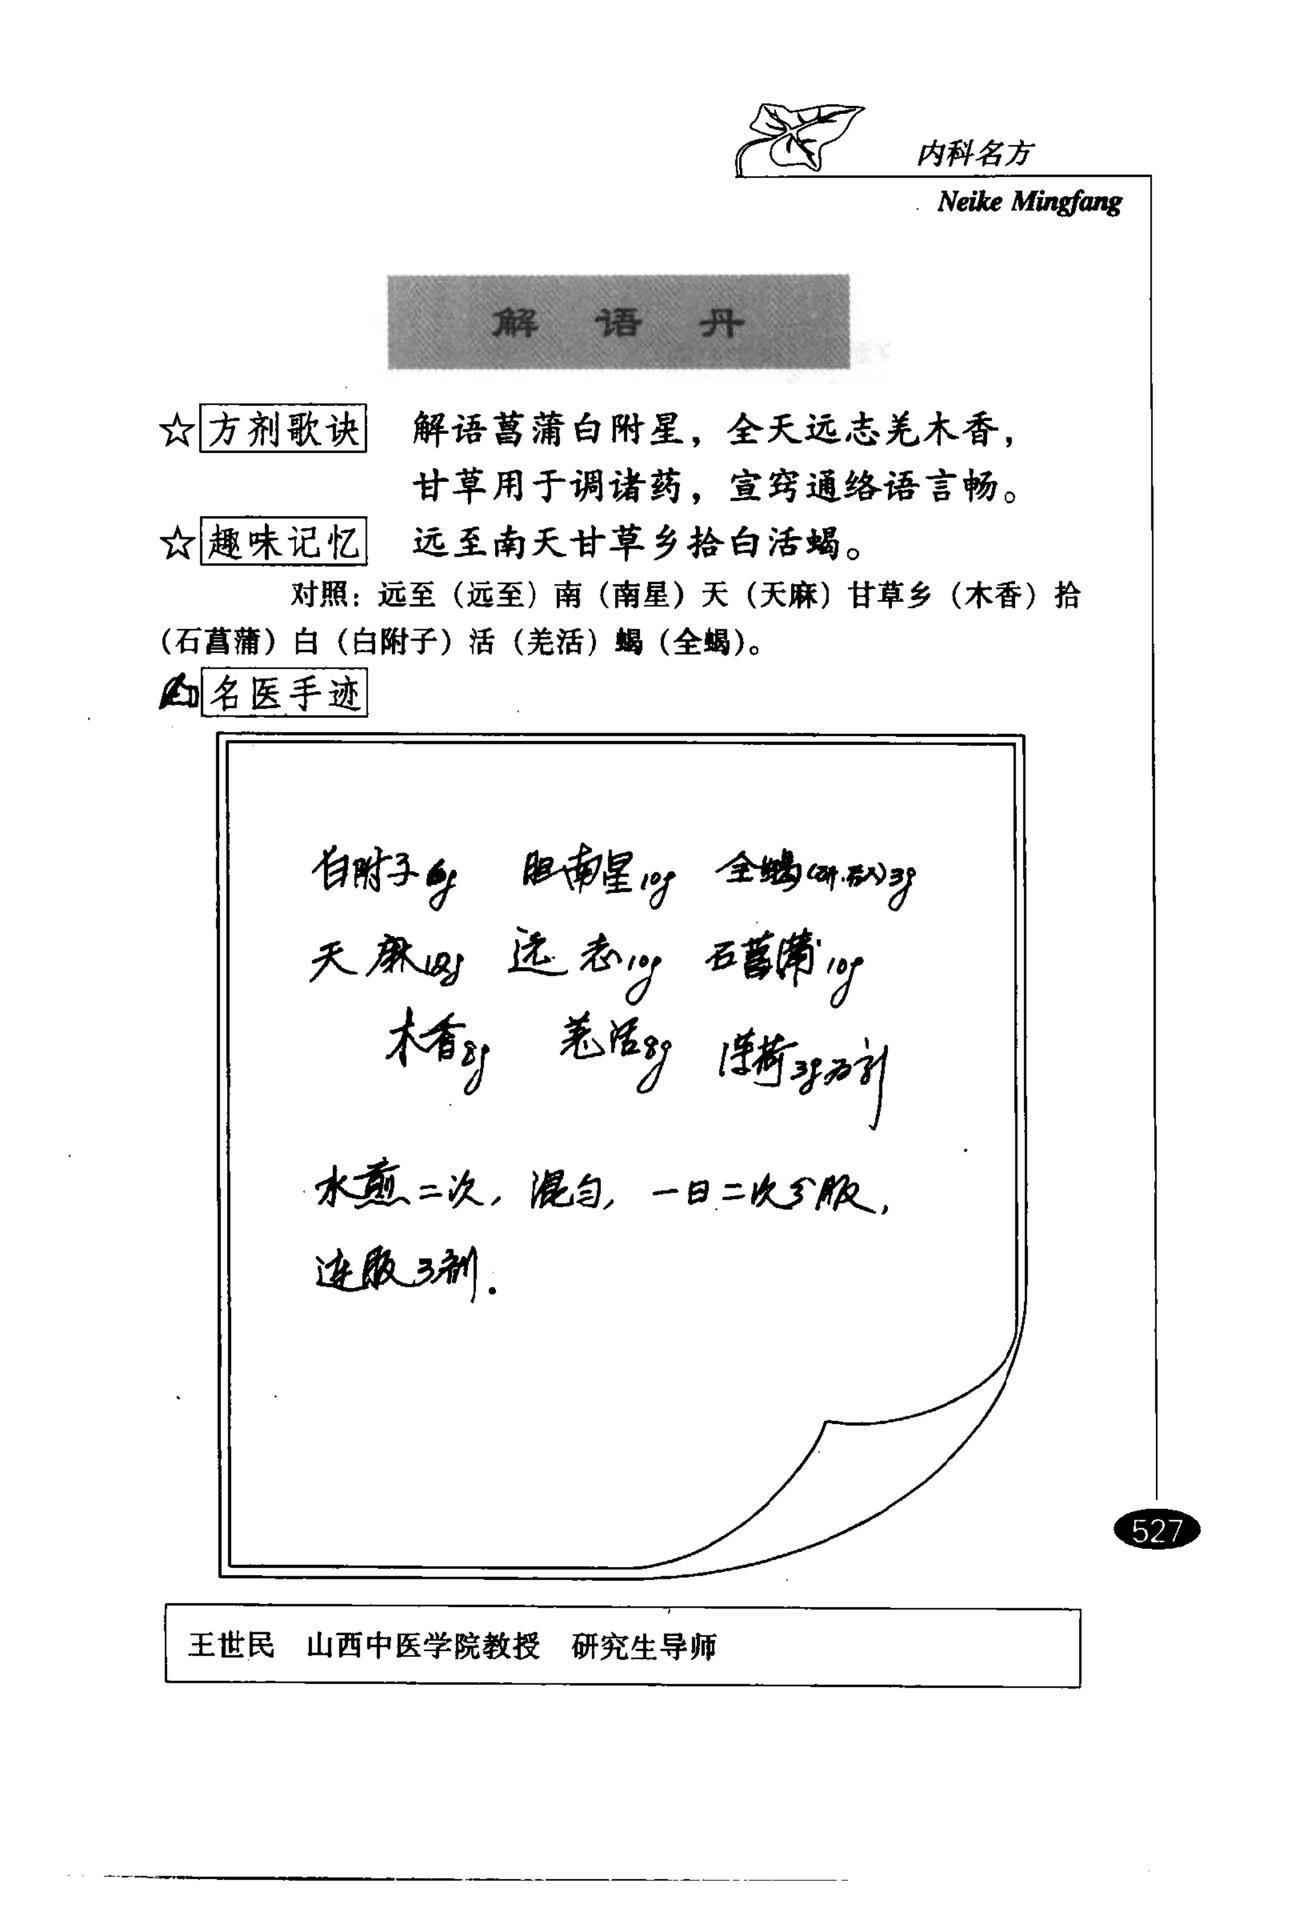 内科名方
Neike Mingfang
解 语 丹
☆方剂歌诀 解语菖蒲白附星，全天远志羌木香，
甘草用于调诸药，宣窍通络语言畅。
☆趣味记忆 远至南天甘草乡拾白活蝎。
对照：远至（远至）南（南星）天（天麻）甘草乡（木香）拾
（石菖蒲）白（白附子）活（羌活）蝎（全蝎）。
名医手迹
白附子6g 胆南星10g 全蝎(研.吞入)3g
天麻12g 远志10g 石菖蒲10g
木香8g 羌活8g 薄荷3g为引
水煎二次，混匀，一日二次分服，
连服3剂.
527
王世民 山西中医学院教授 研究生导师